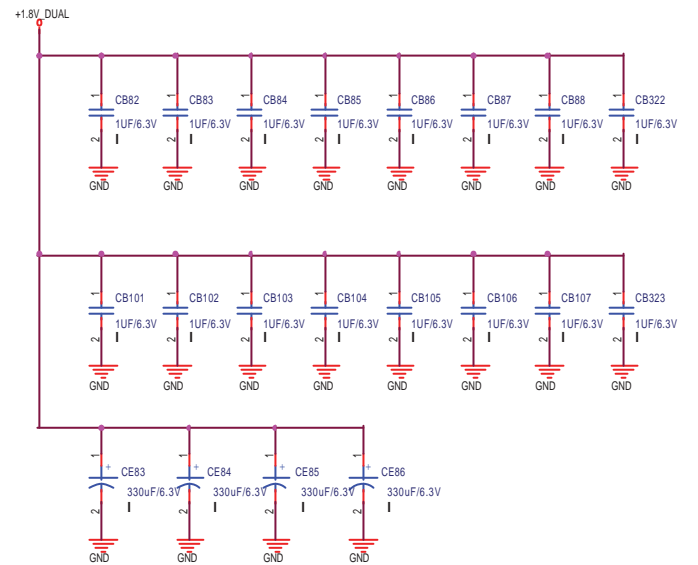 +1.8V_DUAL
1 1 1 1 1 1 1 1
CB82 CB83 CB84 CB85 CB86 CB87 CB88 CB322
1UF/6.3V 1UF/6.3V 1UF/6.3V 1UF/6.3V 1UF/6.3V 1UF/6.3V 1UF/6.3V 1UF/6.3V
2 I 2 I 2 I 2 I 2 I 2 I 2 I 2 I
GND GND GND GND GND GND GND GND
1 1 1 1 1 1 1 1
CB101 CB102 CB103 CB104 CB105 CB106 CB107 CB323
1UF/6.3V 1UF/6.3V 1UF/6.3V 1UF/6.3V 1UF/6.3V 1UF/6.3V 1UF/6.3V 1UF/6.3V
2 I 2 I 2 I 2 I 2 I 2 I 2 I 2 I
GND GND GND GND GND GND GND GND
1 1 1 1
+ CE83 + CE84 + CE85 + CE86
330uF/6.3V 330uF/6.3V 330uF/6.3V 330uF/6.3V
2 I 2 I 2 I 2 I
GND GND GND GND